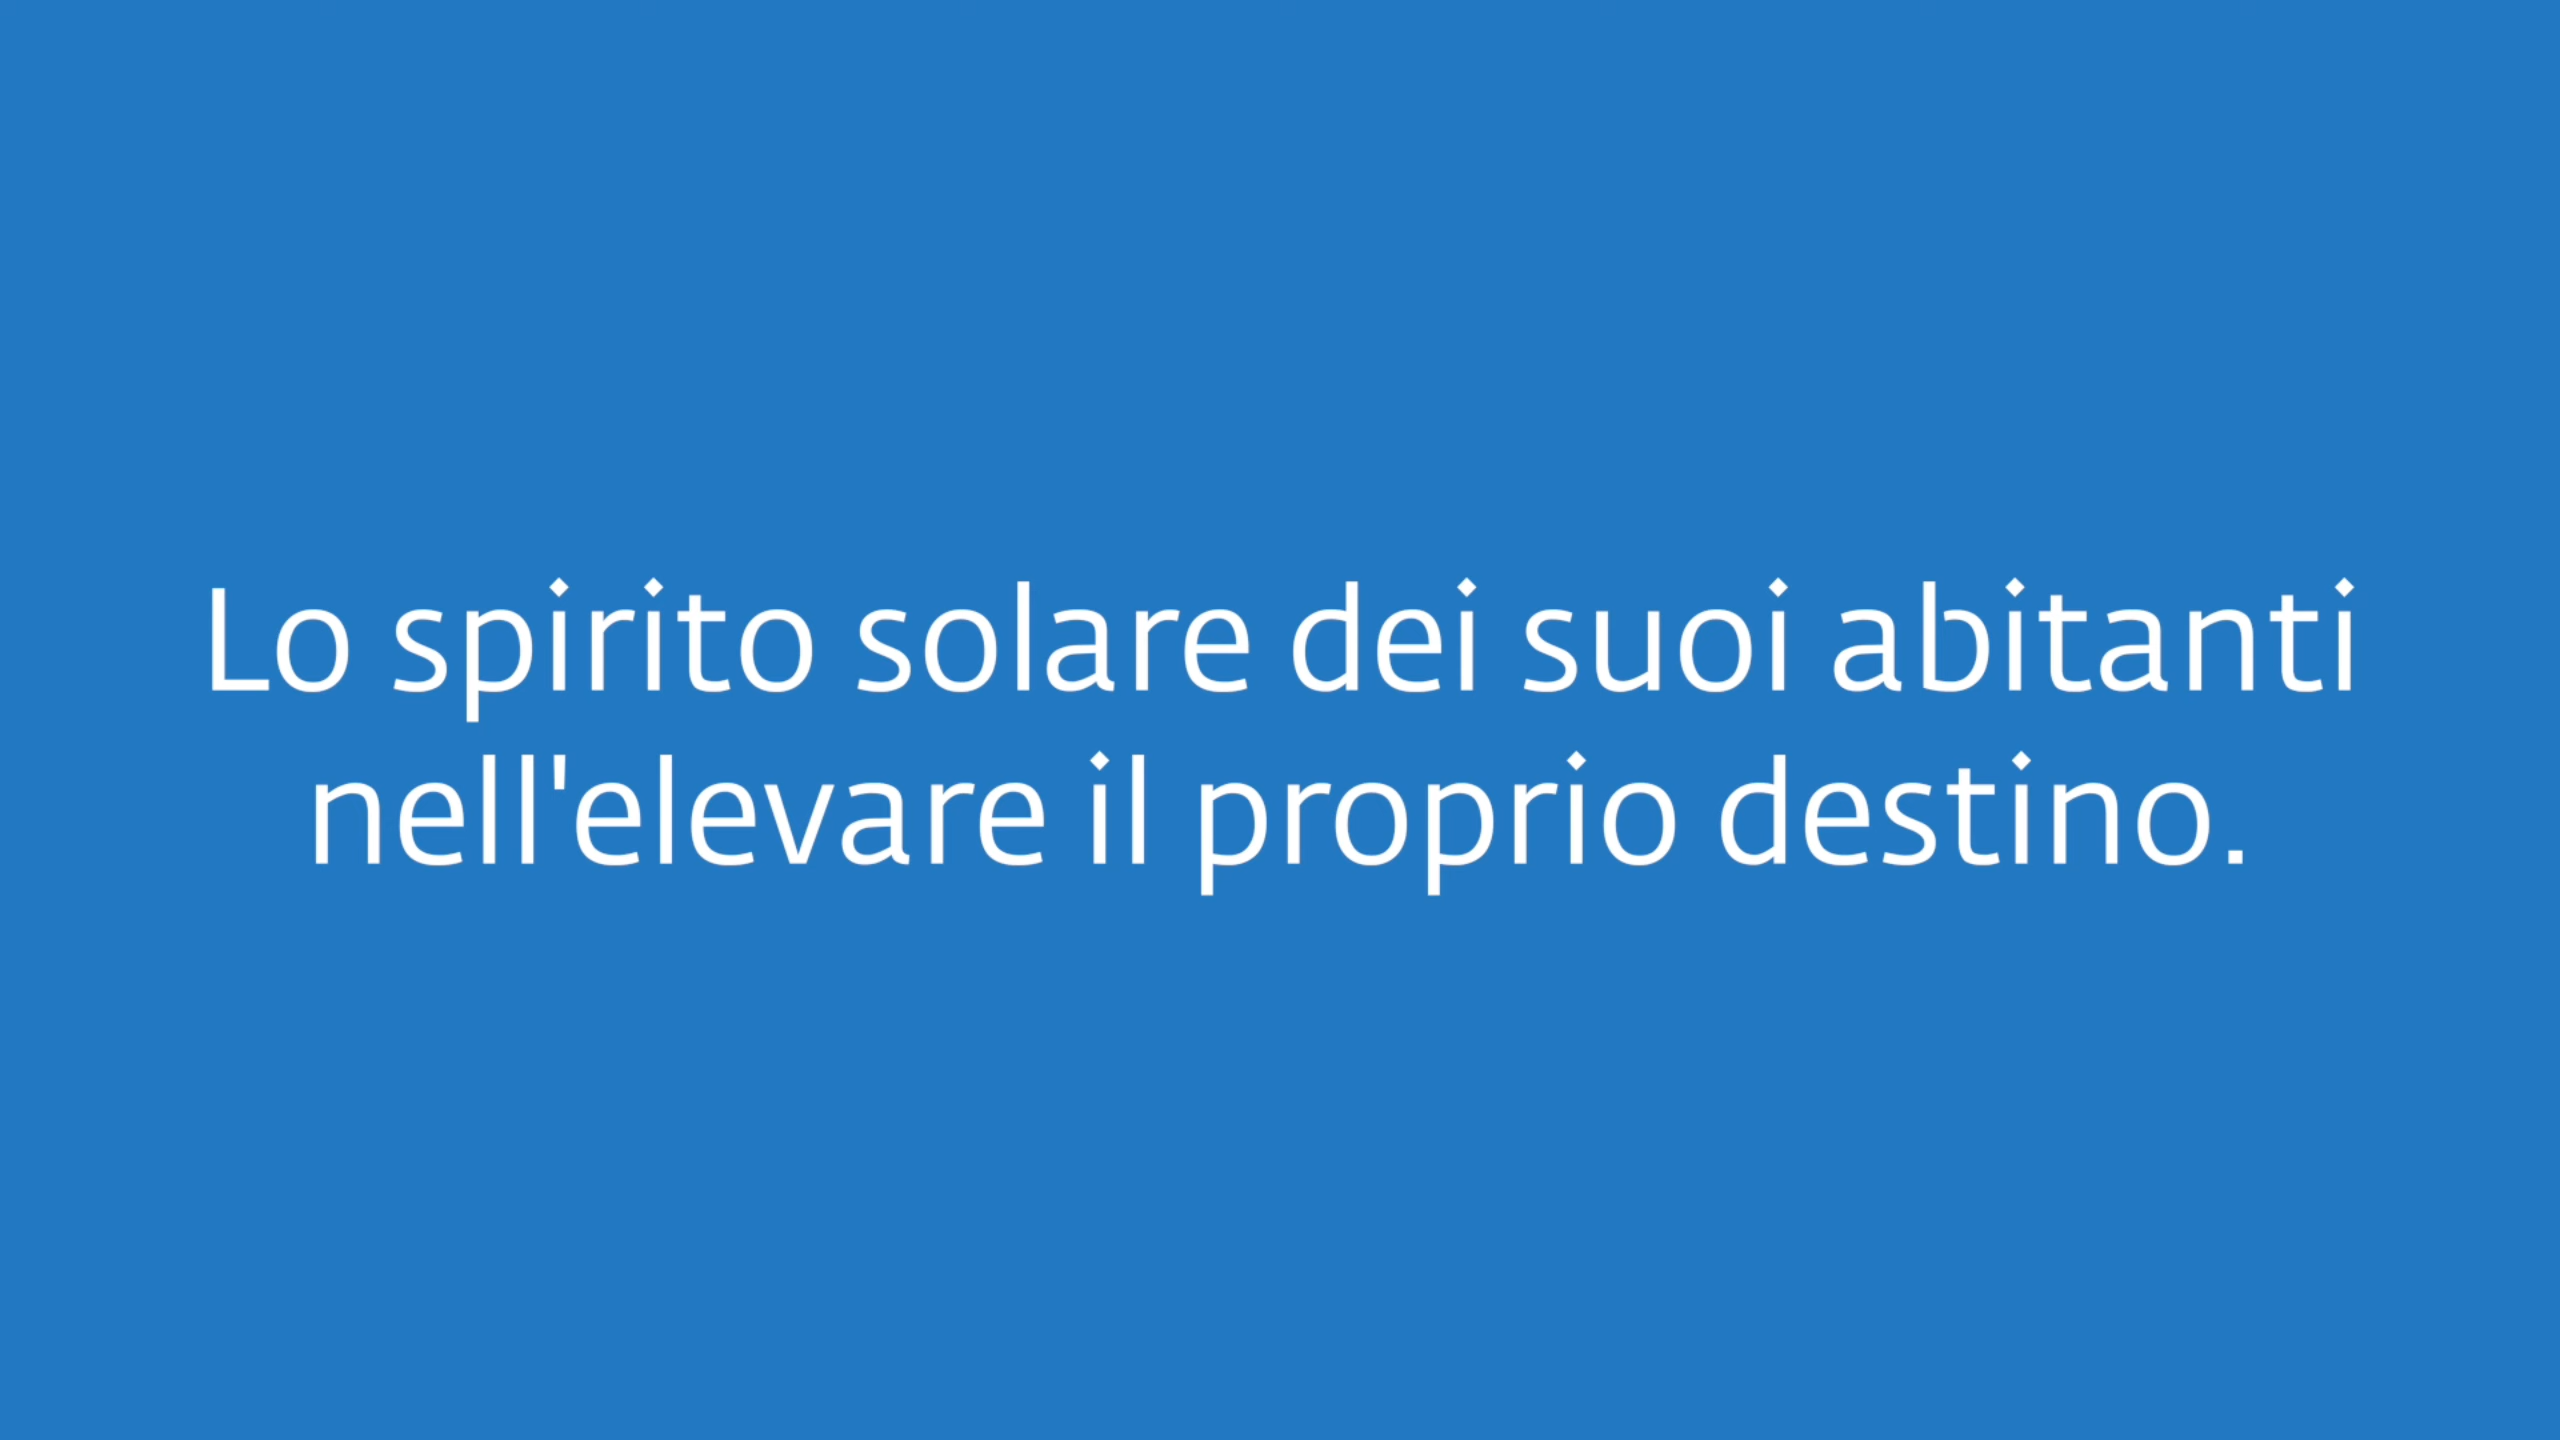 Lo spirito solare dei suoi abitanti
nell'elevare il proprio destino.